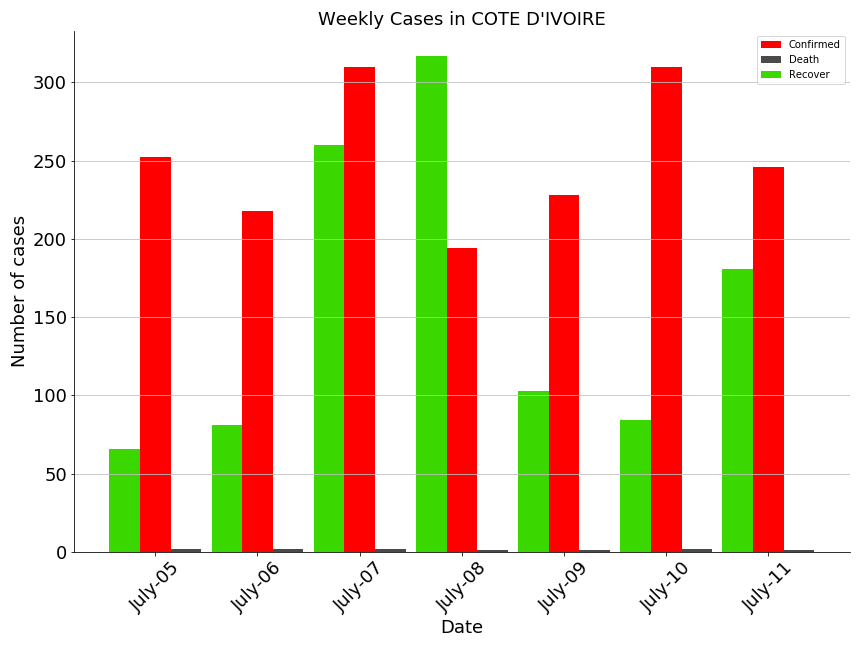 Weekly Cases in COTE D'IVOIRE
Confirmed
Death
Recover
Number of cases
300
250
200
150
100
50
0
July-05
July-06
July-07
July-08
July-09
July-10
July-11
Date